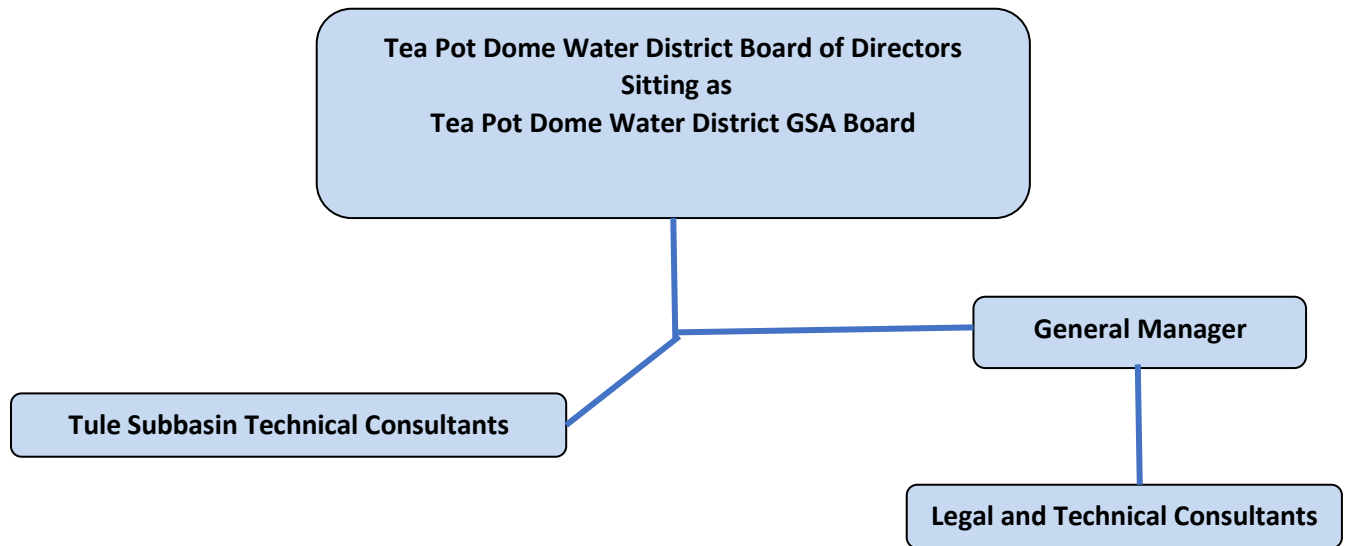 Tea Pot Dome Water District Board of Directors
Sitting as
Tea Pot Dome Water District GSA Board
General Manager
Tule Subbasin Technical Consultants
Legal and Technical Consultants